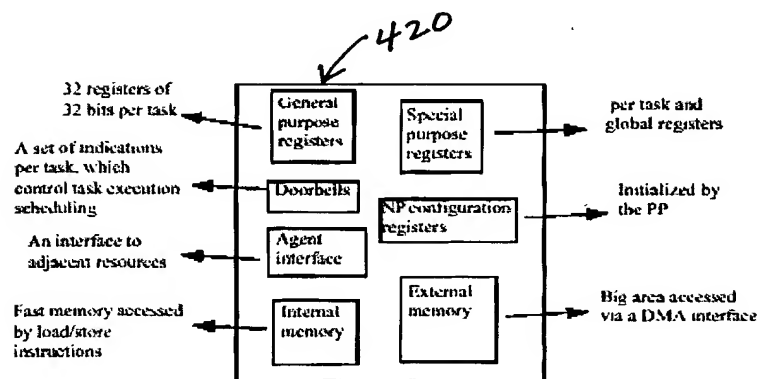 420
32 registers of
32 bits per task
General
purpose
registers
Special
purpose
registers
per task and
global registers
A set of indications
per task, which
control task execution
scheduling
Doorbells
NP configuration
registers
Initialized by
the PP
An interface to
adjacent resources
Agent
interface
Fast memory accessed
by load/store
instructions
Internal
memory
External
memory
Big area accessed
via a DMA interface